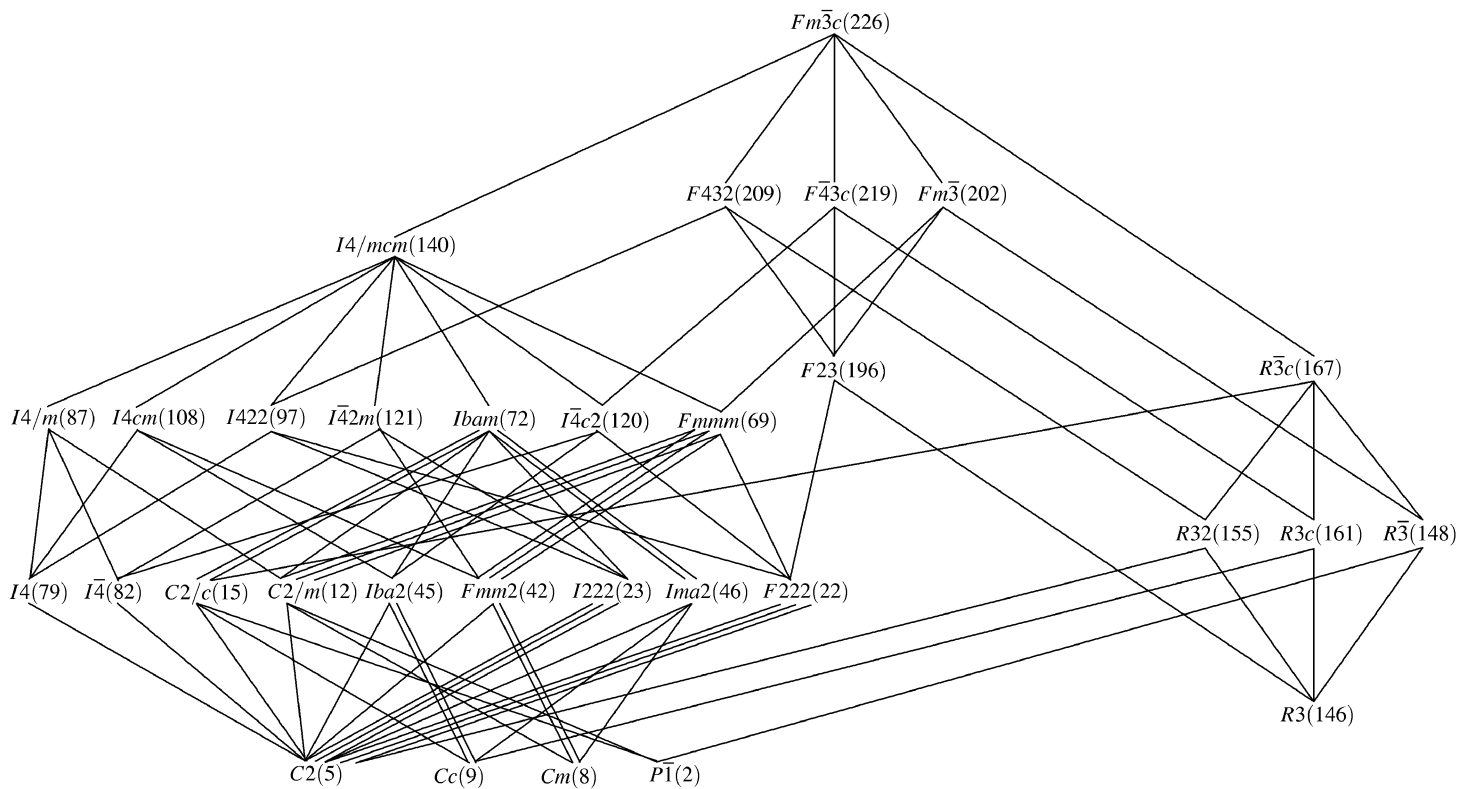 Fm3̅c(226)
F432(209) F4̅3c(219) Fm3̅(202)
I4/mcm(140)
F23(196) R3̅c(167)
I4/m(87) I4cm(108) I422(97) I4̅2m(121) Ibam(72) I4̅c2(120) Fmmm(69)
R32(155) R3c(161) R3̅(148)
I4(79) I4̅(82) C2/c(15) C2/m(12) Iba2(45) Fmm2(42) I222(23) Ima2(46) F222(22)
R3(146)
C2(5) Cc(9) Cm(8) P1̅(2)